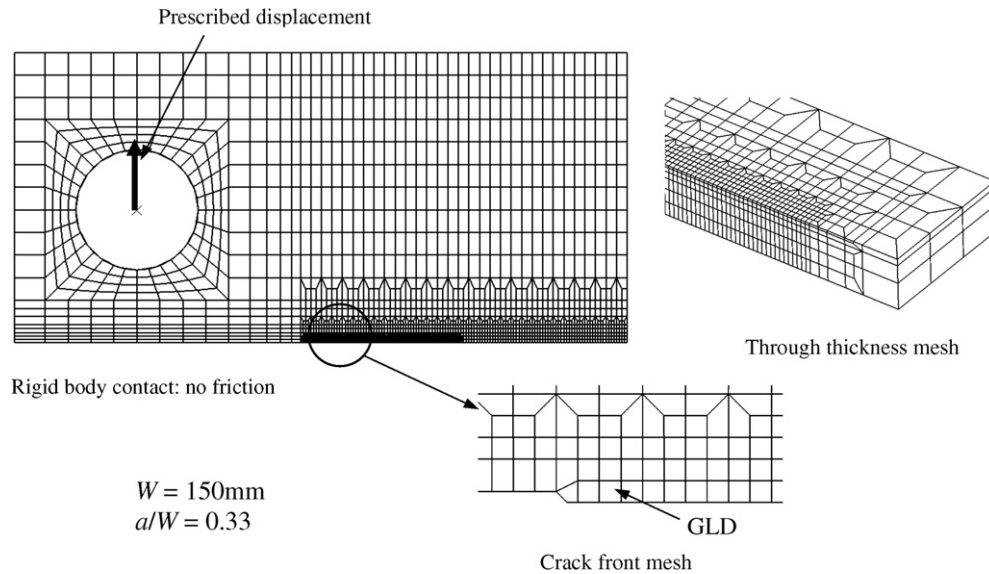 Prescribed displacement
Through thickness mesh
Rigid body contact: no friction
W = 150mm
a/W = 0.33
GLD
Crack front mesh